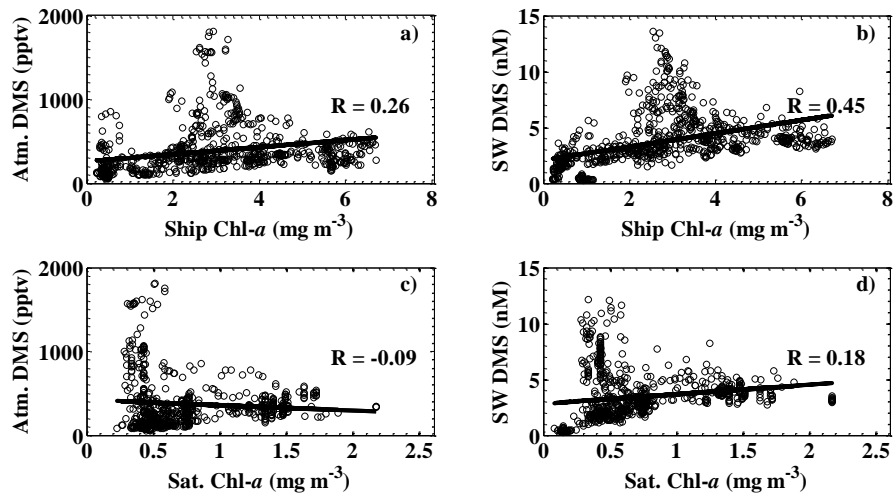 a)
R = 0.26
2000
1000
0
Atm. DMS (pptv)
0 2 4 6 8
Ship Chl-a (mg m⁻³)
b)
R = 0.45
15
10
5
0
SW DMS (nM)
0 2 4 6 8
Ship Chl-a (mg m⁻³)
c)
R = -0.09
2000
1000
0
Atm. DMS (pptv)
0 0.5 1 1.5 2 2.5
Sat. Chl-a (mg m⁻³)
d)
R = 0.18
15
10
5
0
SW DMS (nM)
0 0.5 1 1.5 2 2.5
Sat. Chl-a (mg m⁻³)